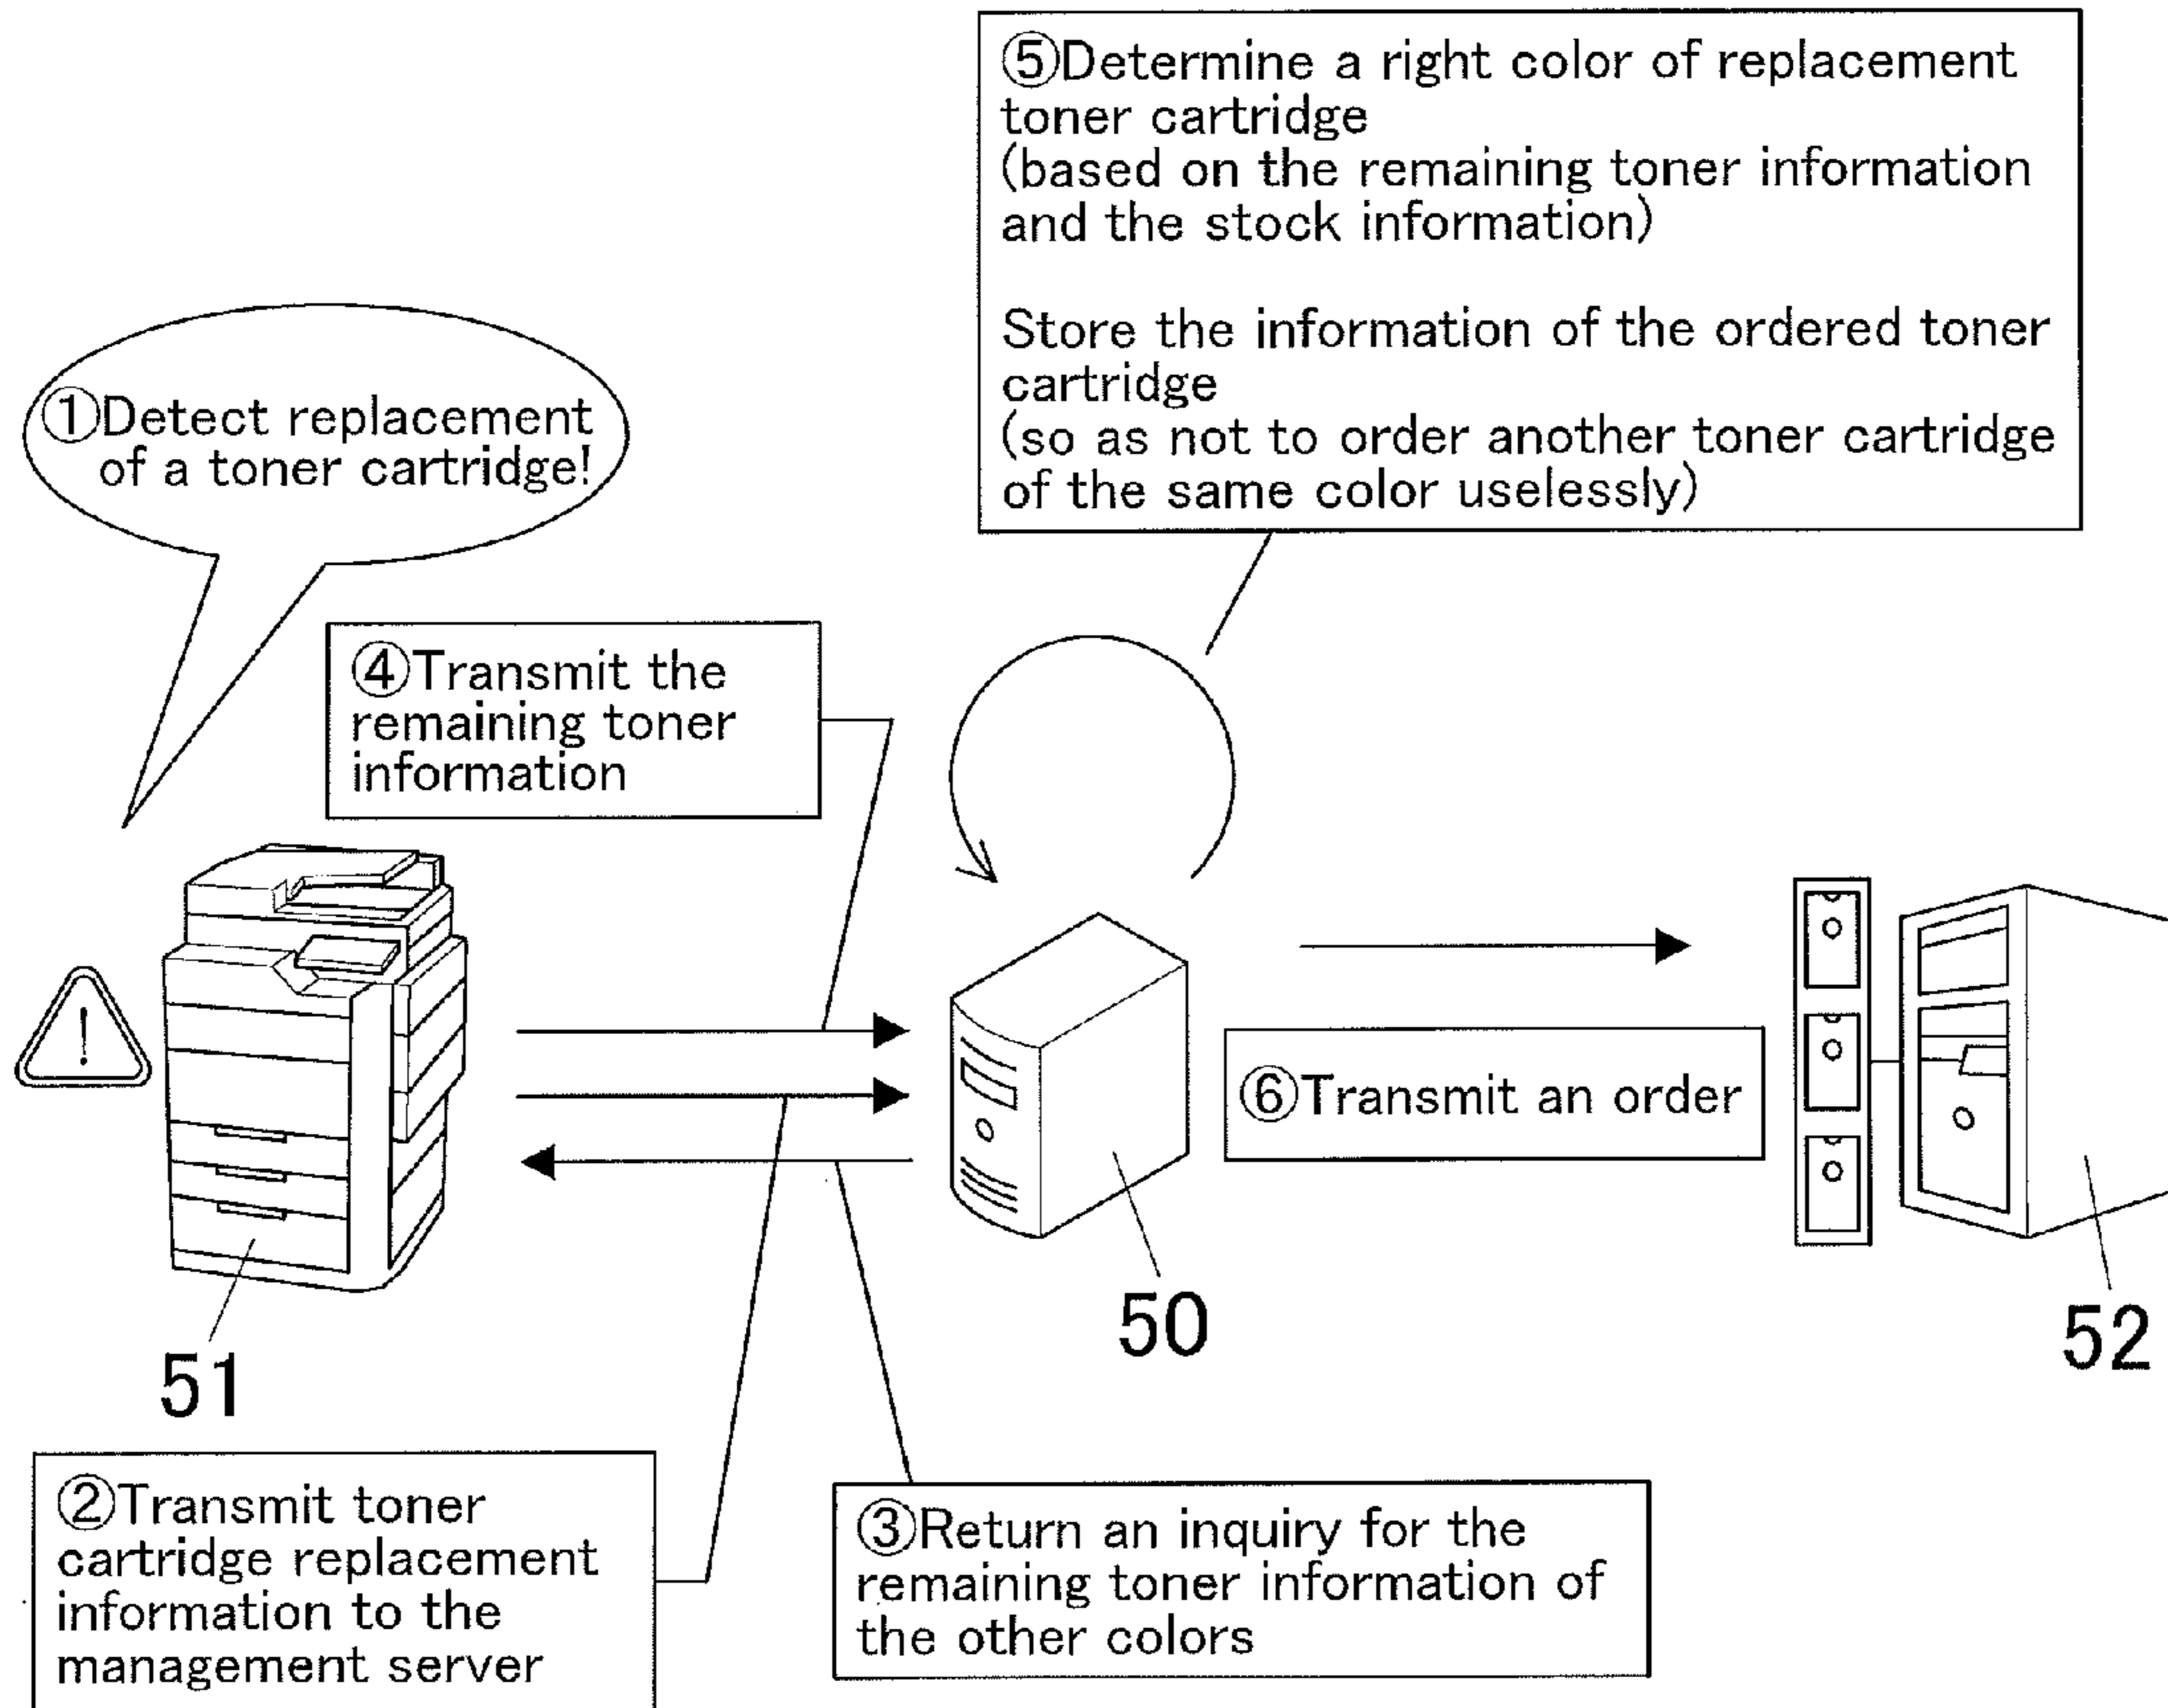 ①Detect replacement
of a toner cartridge!
②Transmit toner
cartridge replacement
information to the
management server
③Return an inquiry for the
remaining toner information of
the other colors
④Transmit the
remaining toner
information
⑤Determine a right color of replacement
toner cartridge
(based on the remaining toner information
and the stock information)
Store the information of the ordered toner
cartridge
(so as not to order another toner cartridge
of the same color uselessly)
⑥Transmit an order
!
51
50
52